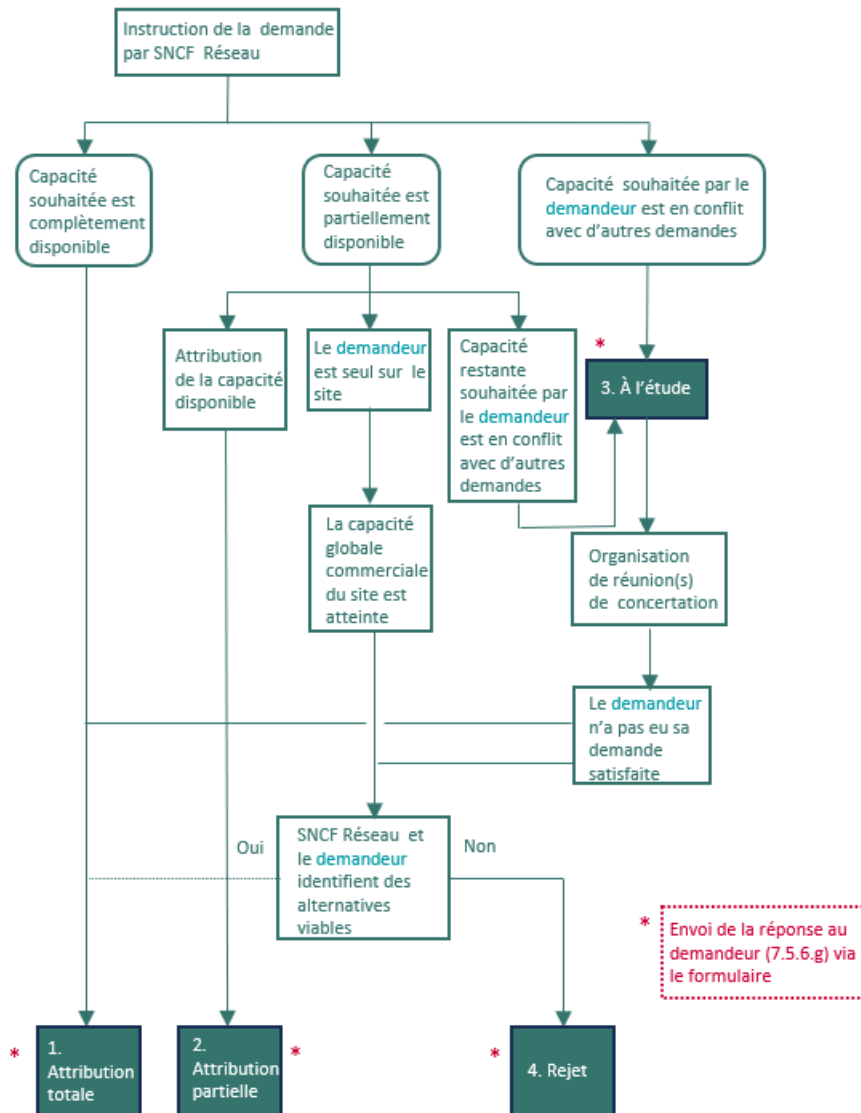 Instruction de la demande
par SNCF Réseau
Capacité
souhaitée est
complètement
disponible
Capacité
souhaitée est
partiellement
disponible
Capacité souhaitée par le
demandeur est en conflit
avec d'autres demandes
Attribution
de la capacité
disponible
Le demandeur
est seul sur le
site
Capacité
restante
souhaitée par
le demandeur
est en conflit
avec d'autres
demandes
*
3. À l'étude
La capacité
globale
commerciale
du site est
atteinte
Organisation
de réunion(s)
de concertation
Le demandeur
n'a pas eu sa
demande
satisfaite
Oui
SNCF Réseau et
le demandeur
identifient des
alternatives
viables
Non
*
Envoi de la réponse au
demandeur (7.5.6.g) via
le formulaire
*
1.
Attribution
totale
2.
Attribution
partielle
*
*
4. Rejet